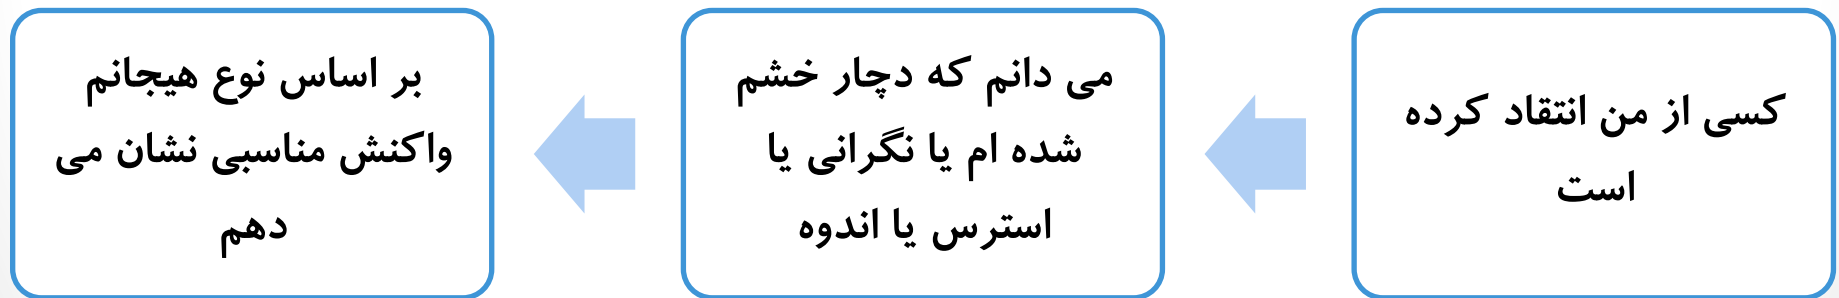 کسی از من انتقاد کرده
است
می دانم که دچار خشم
شده ام یا نگرانی یا
استرس یا اندوه
بر اساس نوع هیجانم
واکنش مناسبی نشان می
دهم